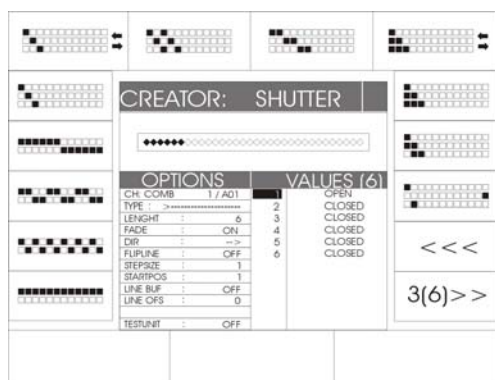 CREATOR: SHUTTER
OPTIONS
CH: COMB 1 / A01
TYPE : >----------------------
LENGHT : 6
FADE : ON
DIR : -->
FLIPLINE : OFF
STEPSIZE : 1
STARTPOS : 1
LINE BUF : OFF
LINE OFS : 0
TESTUNIT : OFF
VALUES (6)
1 OPEN
2 CLOSED
3 CLOSED
4 CLOSED
5 CLOSED
6 CLOSED
< < <
3(6) > >